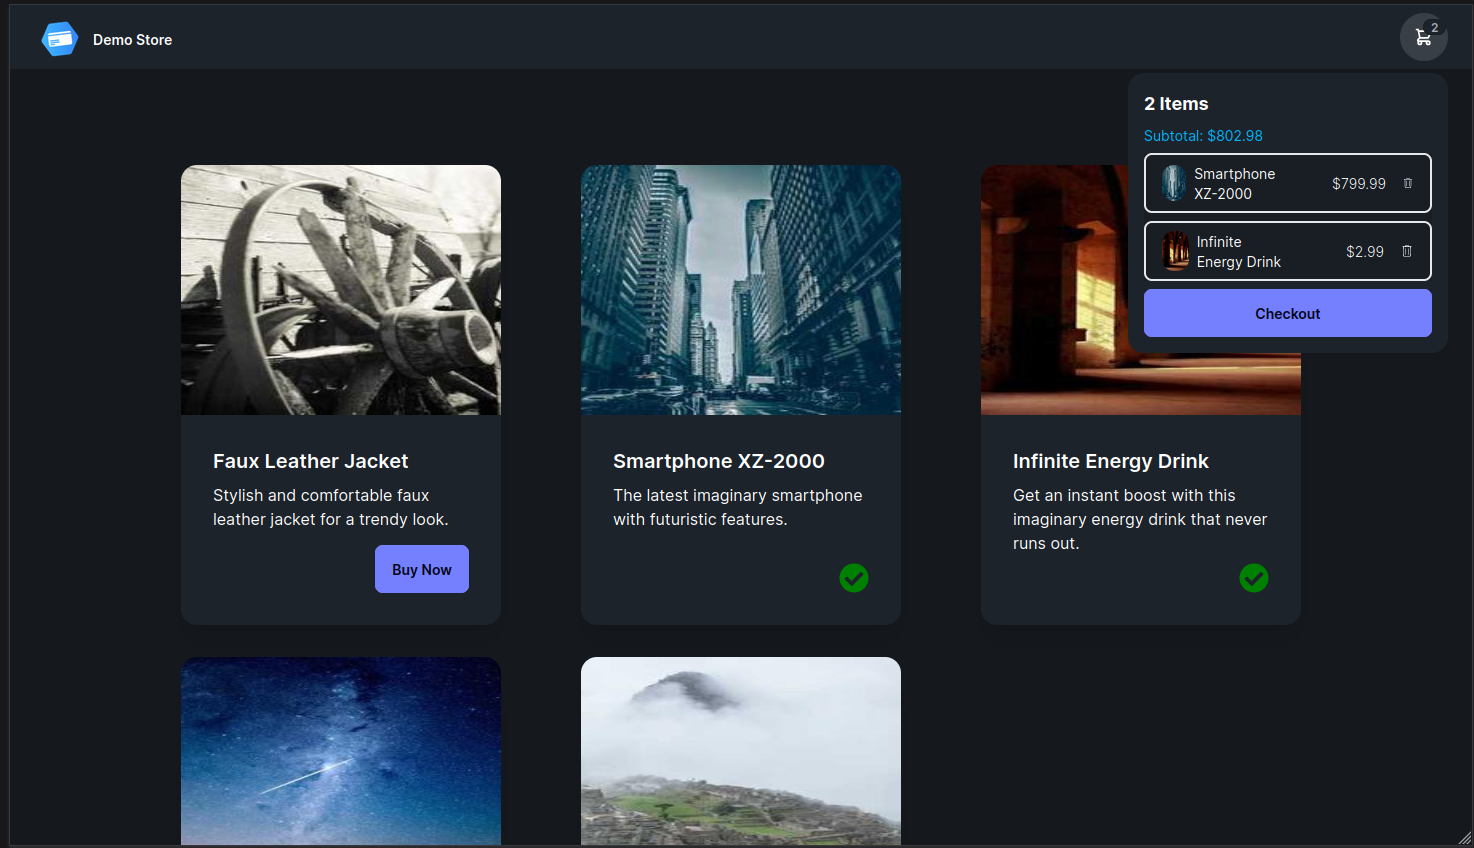 Demo Store
2
2 Items
Subtotal: $802.98
Smartphone
XZ-2000
$799.99
Infinite
Energy Drink
$2.99
Checkout
Faux Leather Jacket
Stylish and comfortable faux
leather jacket for a trendy look.
Buy Now
Smartphone XZ-2000
The latest imaginary smartphone
with futuristic features.
Infinite Energy Drink
Get an instant boost with this
imaginary energy drink that never
runs out.